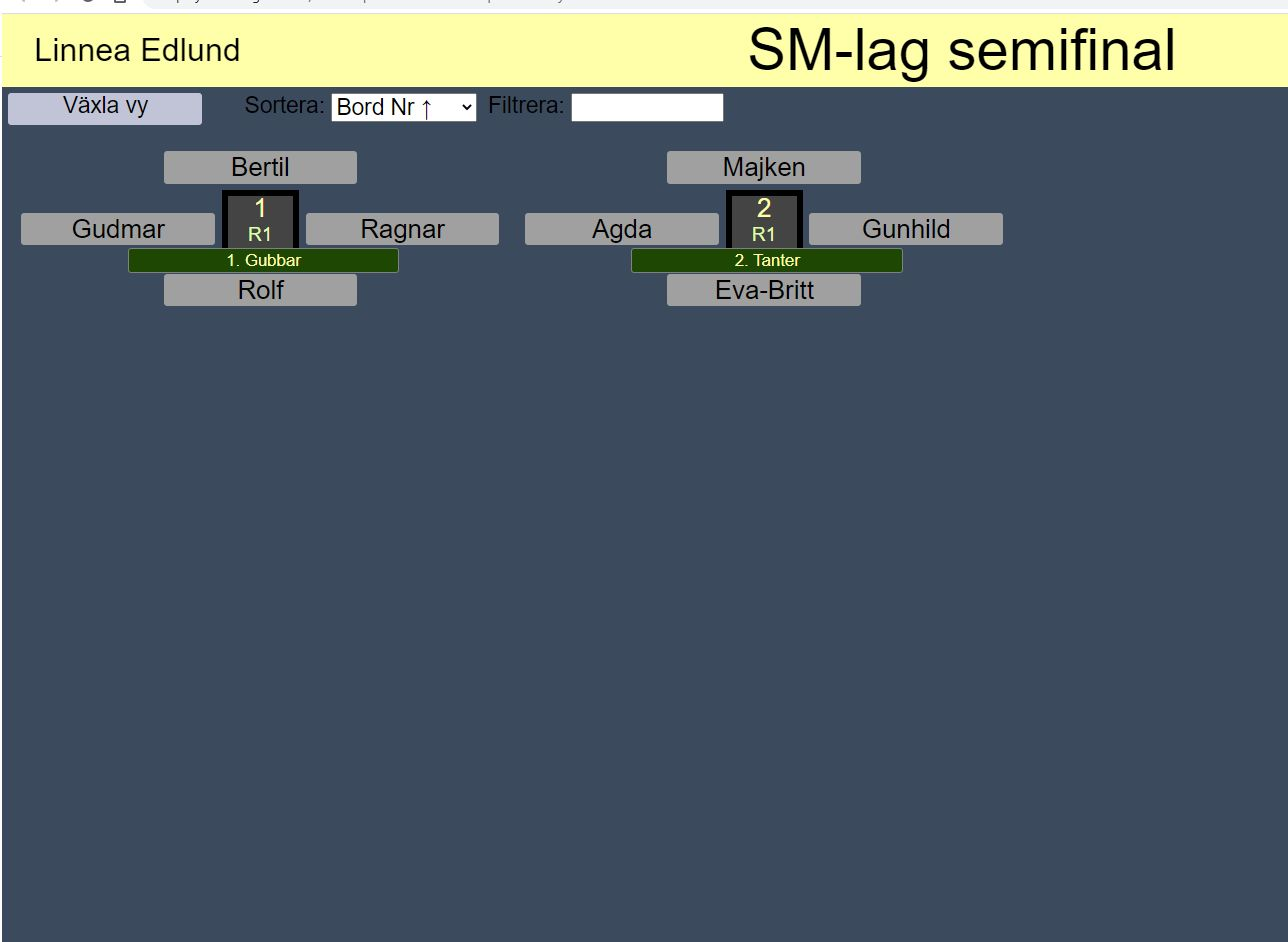 Linnea Edlund
SM-lag semifinal
Växla vy
Sortera: Bord Nr ↑ Filtrera:
Bertil
Gudmar
1
R1
Ragnar
1. Gubbar
Rolf
Majken
Agda
2
R1
Gunhild
2. Tanter
Eva-Britt